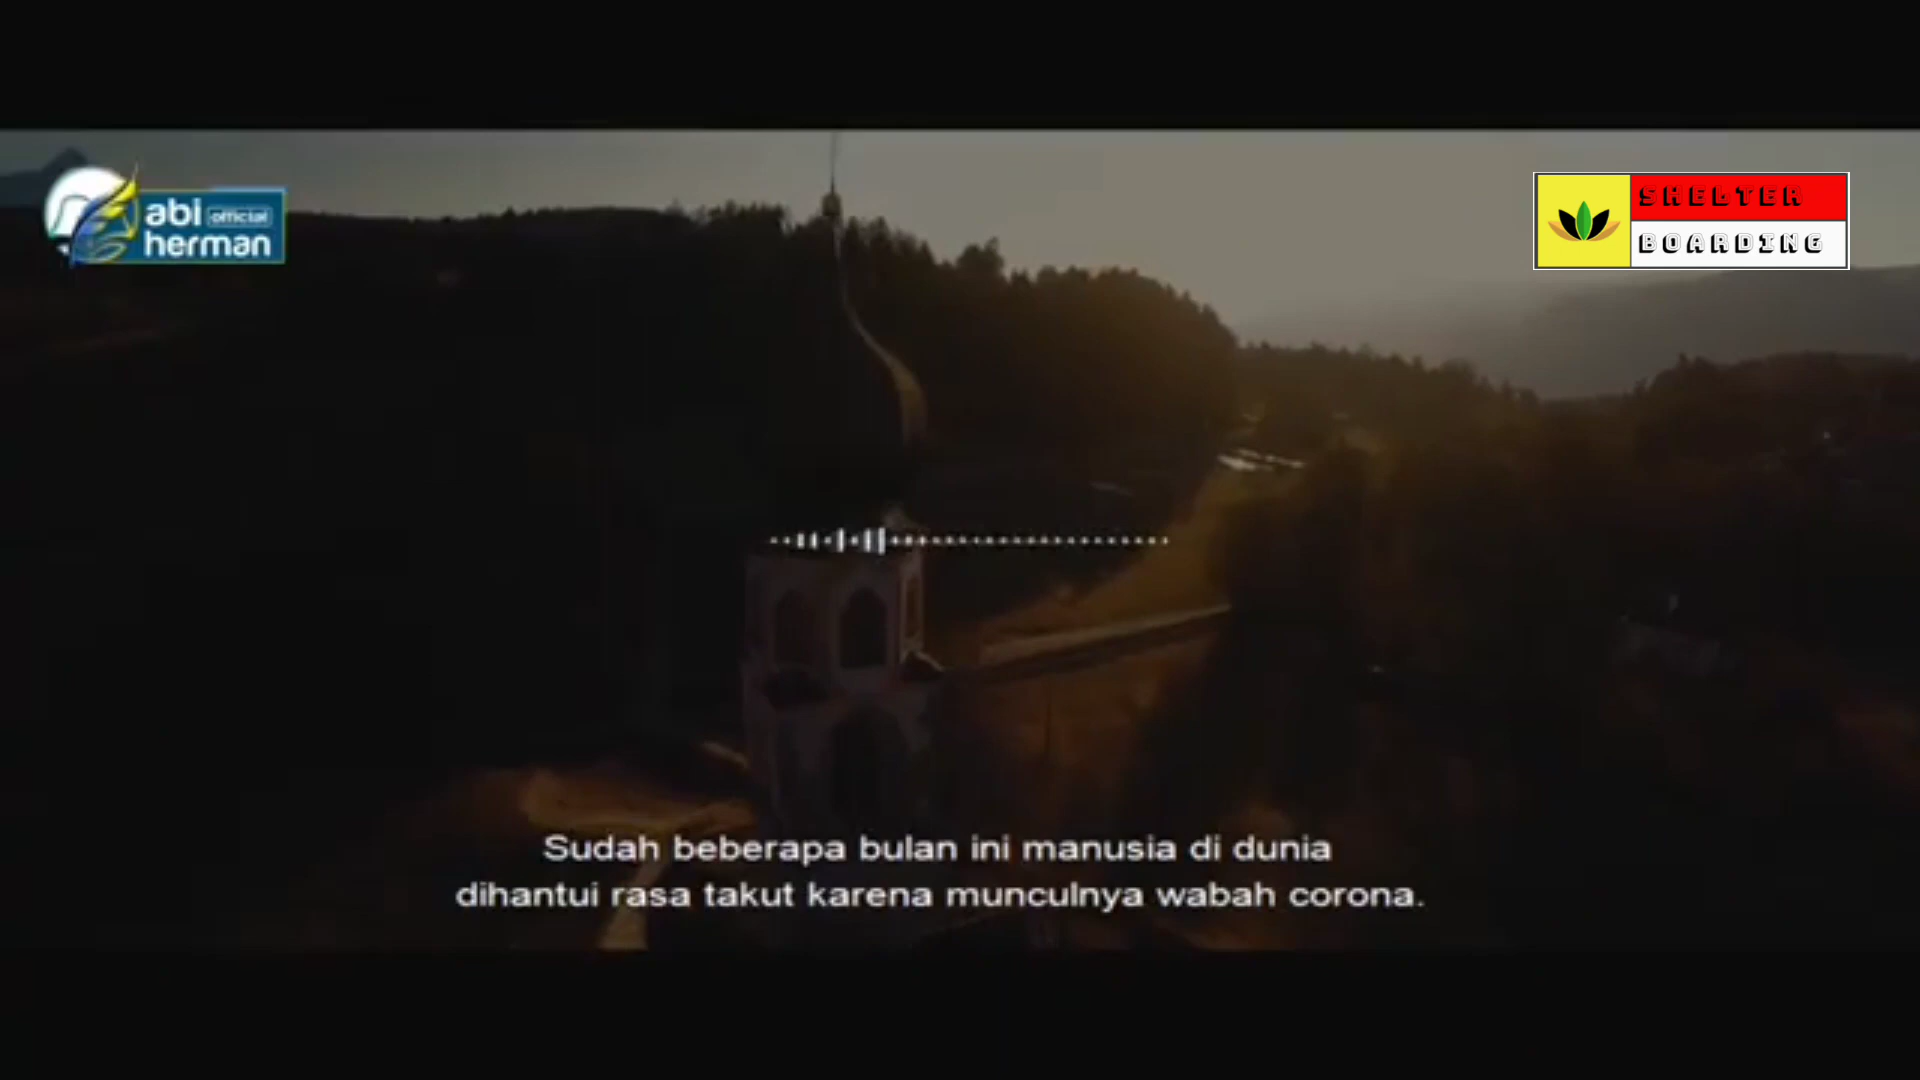 abi official
herman
SHELTER
BOARDING
Sudah beberapa bulan ini manusia di dunia
dihantui rasa takut karena munculnya wabah corona.